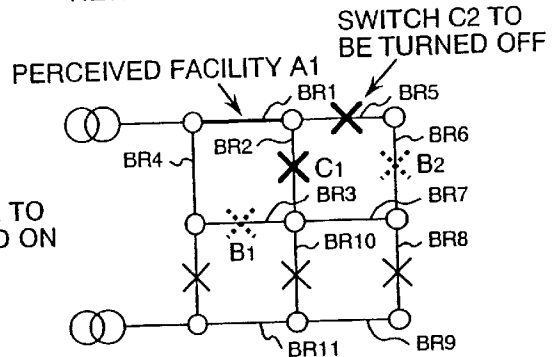 SWITCH C2 TO
BE TURNED OFF
PERCEIVED FACILITY A1
BR1
BR5
BR2
BR6
BR4
C1
B2
BR3
BR7
TO
ON
B1
BR10
BR8
BR11
BR9